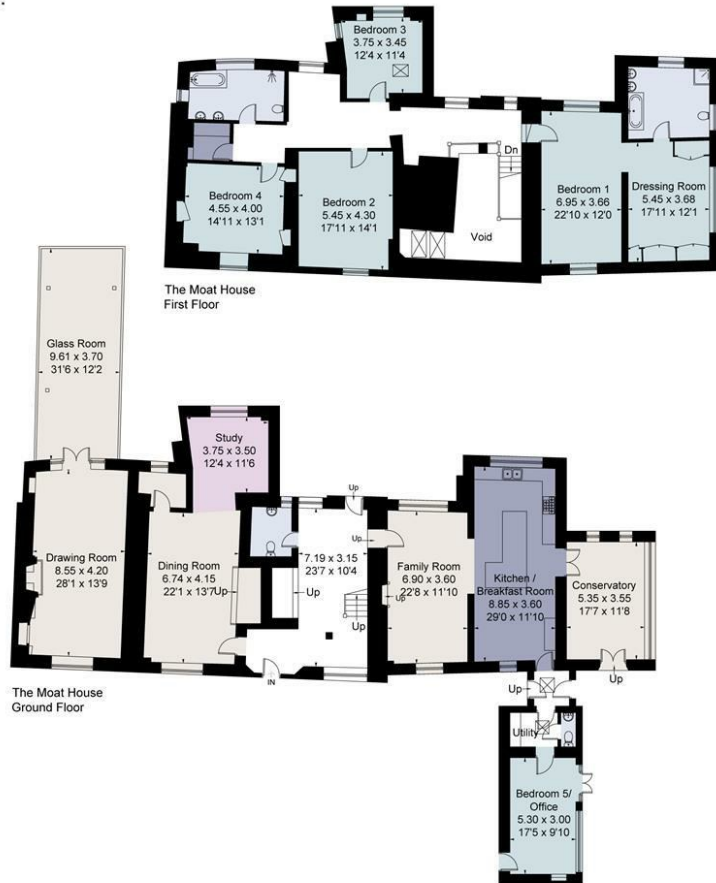 Bedroom 3
3.75 x 3.45
12'4 x 11'4
Dn
Bedroom 4
4.55 x 4.00
14'11 x 13'1
Bedroom 2
5.45 x 4.30
17'11 x 14'1
Void
Bedroom 1
6.95 x 3.66
22'10 x 12'0
Dressing Room
5.45 x 3.68
17'11 x 12'1
The Moat House
First Floor
Glass Room
9.61 x 3.70
31'6 x 12'2
Study
3.75 x 3.50
12'4 x 11'6
Up
Drawing Room
8.55 x 4.20
28'1 x 13'9
Dining Room
6.74 x 4.15
22'1 x 13'7
Up
7.19 x 3.15
23'7 x 10'4
Up
Up
Up
IN
Family Room
6.90 x 3.60
22'8 x 11'10
Up
Kitchen /
Breakfast Room
8.85 x 3.60
29'0 x 11'10
Conservatory
5.35 x 3.55
17'7 x 11'8
Up
Up
The Moat House
Ground Floor
Utility
Bedroom 5/
Office
5.30 x 3.00
17'5 x 9'10